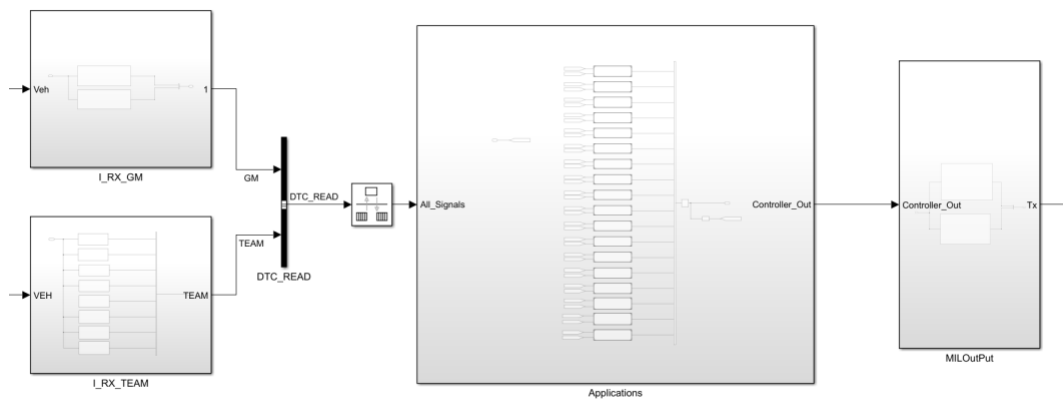 Veh
1
I_RX_GM
GM
VEH
TEAM
I_RX_TEAM
TEAM
DTC_READ
DTC_READ
All_Signals
Controller_Out
Applications
Controller_Out
Tx
MILOutPut